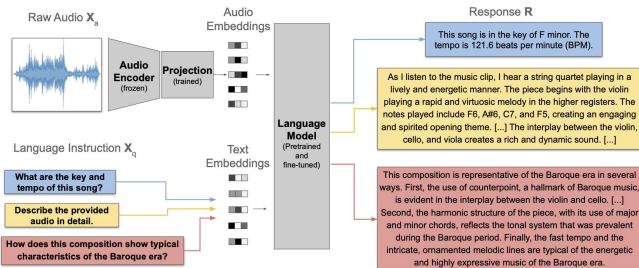 Raw Audio Xa
Audio
Embeddings
Response R
Audio
Encoder
(frozen)
Projection
(trained)
This song is in the key of F minor. The
tempo is 121.6 beats per minute (BPM).
As I listen to the music clip, I hear a string quartet playing in a
lively and energetic manner. The piece begins with the violin
playing a rapid and virtuosic melody in the higher registers. The
notes played include F6, A#6, C7, and F5, creating an engaging
and spirited opening theme. [...] The interplay between the violin,
cello, and viola creates a rich and dynamic sound. [...]
Language
Model
(Pretrained
and
fine-tuned)
Language Instruction Xq
Text
Embeddings
What are the key and
tempo of this song?
Describe the provided
audio in detail.
How does this composition show typical
characteristics of the Baroque era?
This composition is representative of the Baroque era in several
ways. First, the use of counterpoint, a hallmark of Baroque music,
is evident in the interplay between the violin and cello. [...]
Second, the harmonic structure of the piece, with its use of major
and minor chords, reflects the tonal system that was prevalent
during the Baroque period. Finally, the fast tempo and the
intricate, ornamented melodic lines are typical of the energetic
and highly expressive music of the Baroque era.